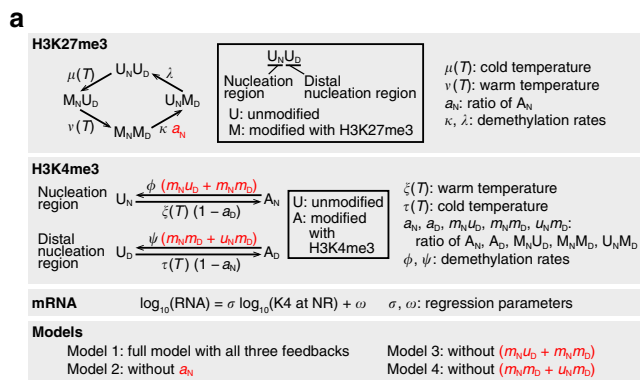 a
H3K27me3
μ(T) U_NU_D λ
M_NU_D U_NM_D
ν(T) M_NM_D κ a_N
U_NU_D
Nucleation region Distal nucleation region
U: unmodified
M: modified with H3K27me3
μ(T): cold temperature
ν(T): warm temperature
a_N: ratio of A_N
κ, λ: demethylation rates
H3K4me3
Nucleation region U_N ϕ (m_Nu_D + m_Nm_D) A_N
ξ(T) (1 − a_D)
Distal nucleation region U_D ψ (m_Nm_D + u_Nm_D) A_D
τ(T) (1 − a_N)
U: unmodified
A: modified
with
H3K4me3
ξ(T): warm temperature
τ(T): cold temperature
a_N, a_D, m_Nu_D, m_Nm_D, u_Nm_D:
ratio of A_N, A_D, M_NU_D, M_NM_D, U_NM_D
ϕ, ψ: demethylation rates
mRNA log_10(RNA) = σ log_10(K4 at NR) + ω σ, ω: regression parameters
Models
Model 1: full model with all three feedbacks
Model 2: without a_N
Model 3: without (m_Nu_D + m_Nm_D)
Model 4: without (m_Nm_D + u_Nm_D)